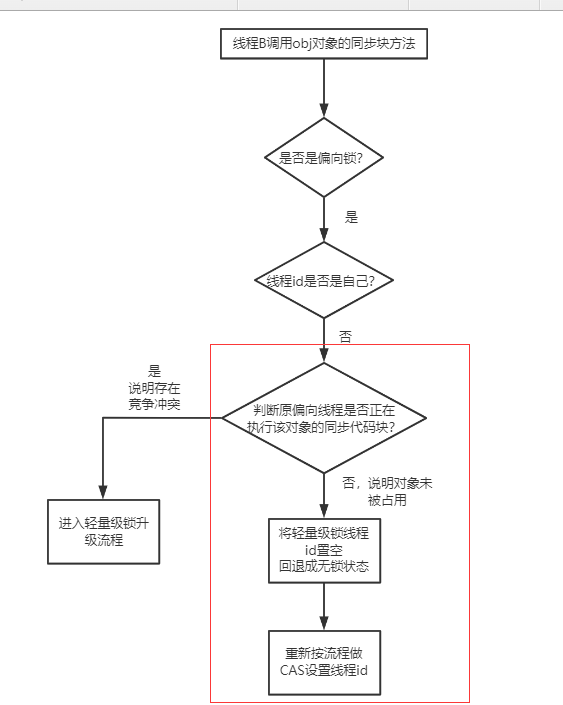 线程B调用obj对象的同步块方法
是否是偏向锁？
是
线程id是否是自己？
否
是
说明存在
竞争冲突
判断原偏向线程是否正在
执行该对象的同步代码块？
否，说明对象未
被占用
进入轻量级锁升
级流程
将轻量级锁线程
id置空
回退成无锁状态
重新按流程做
CAS设置线程id